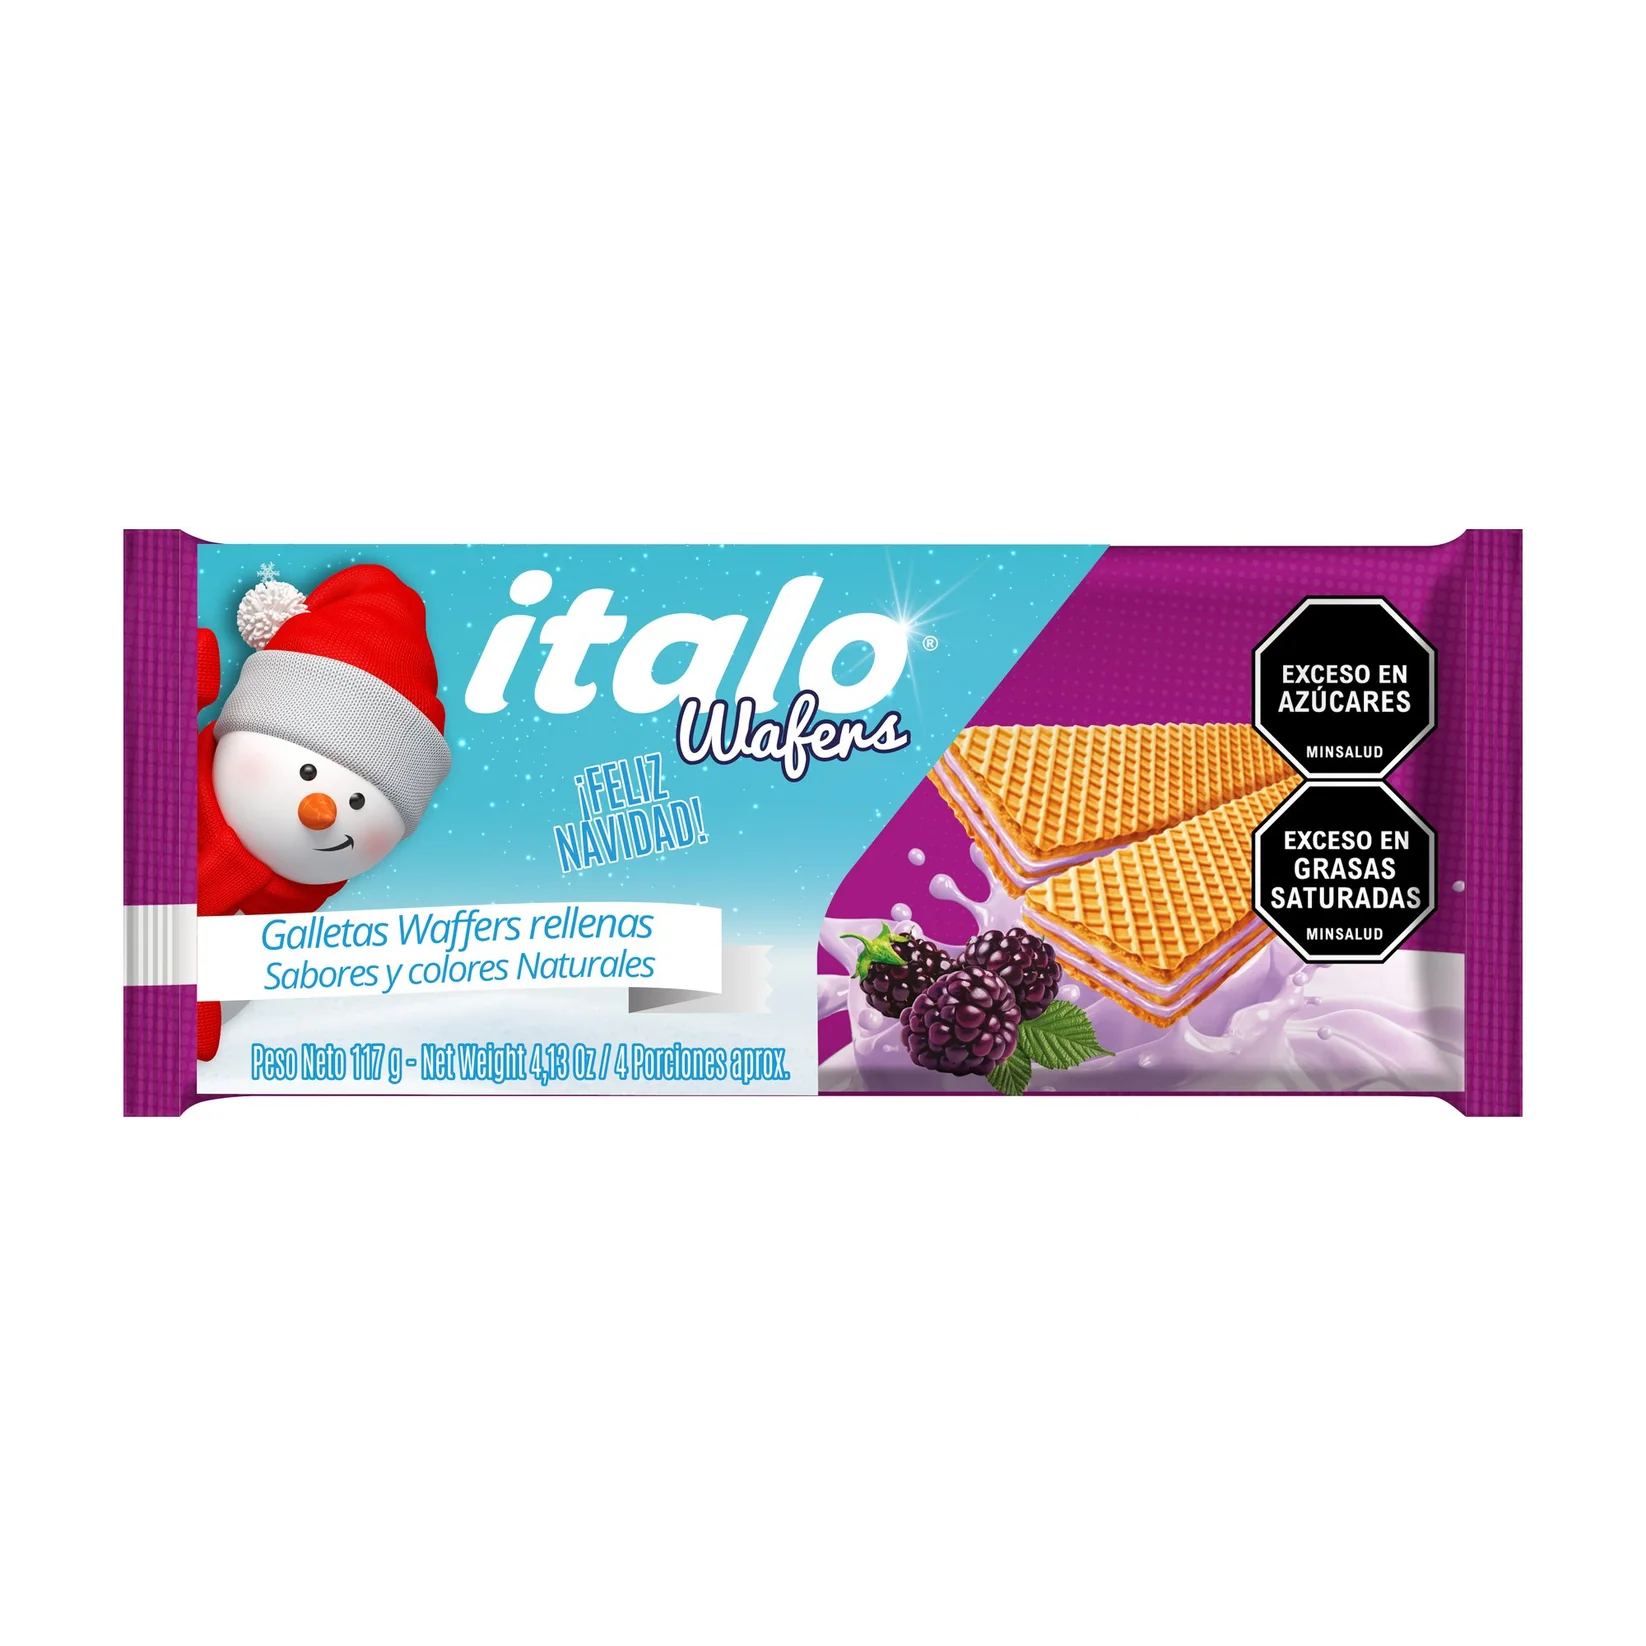 italo®
Wafers
¡FELIZ
NAVIDAD!
Galletas Waffers rellenas
Sabores y colores Naturales
Peso Neto 117 g - Net Weight 4,13 Oz / 4 Porciones aprox.
EXCESO EN
AZÚCARES
MINSALUD
EXCESO EN
GRASAS
SATURADAS
MINSALUD